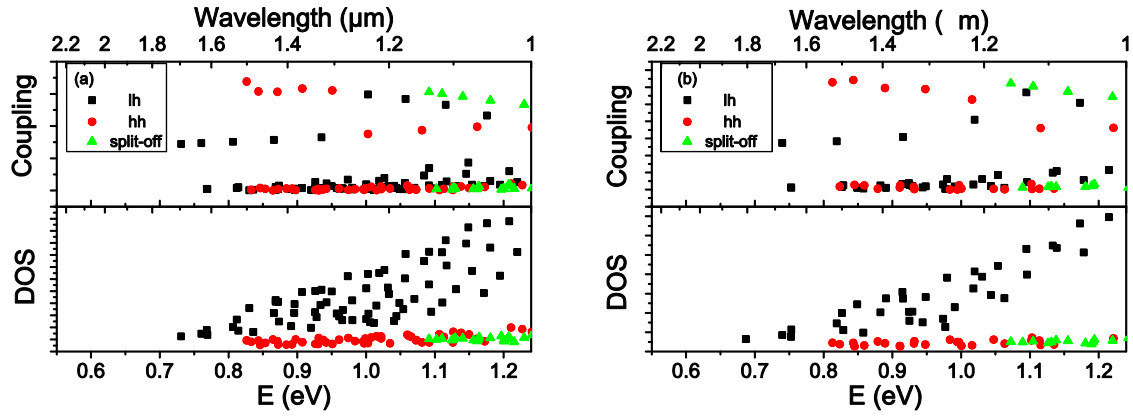 Wavelength (μm)
2.2 2 1.8 1.6 1.4 1.2 1
(a)
lh
hh
split-off
Coupling
DOS
0.6 0.7 0.8 0.9 1.0 1.1 1.2
E (eV)
Wavelength ( m)
2.2 2 1.8 1.6 1.4 1.2 1
(b)
lh
hh
split-off
Coupling
DOS
0.6 0.7 0.8 0.9 1.0 1.1 1.2
E (eV)